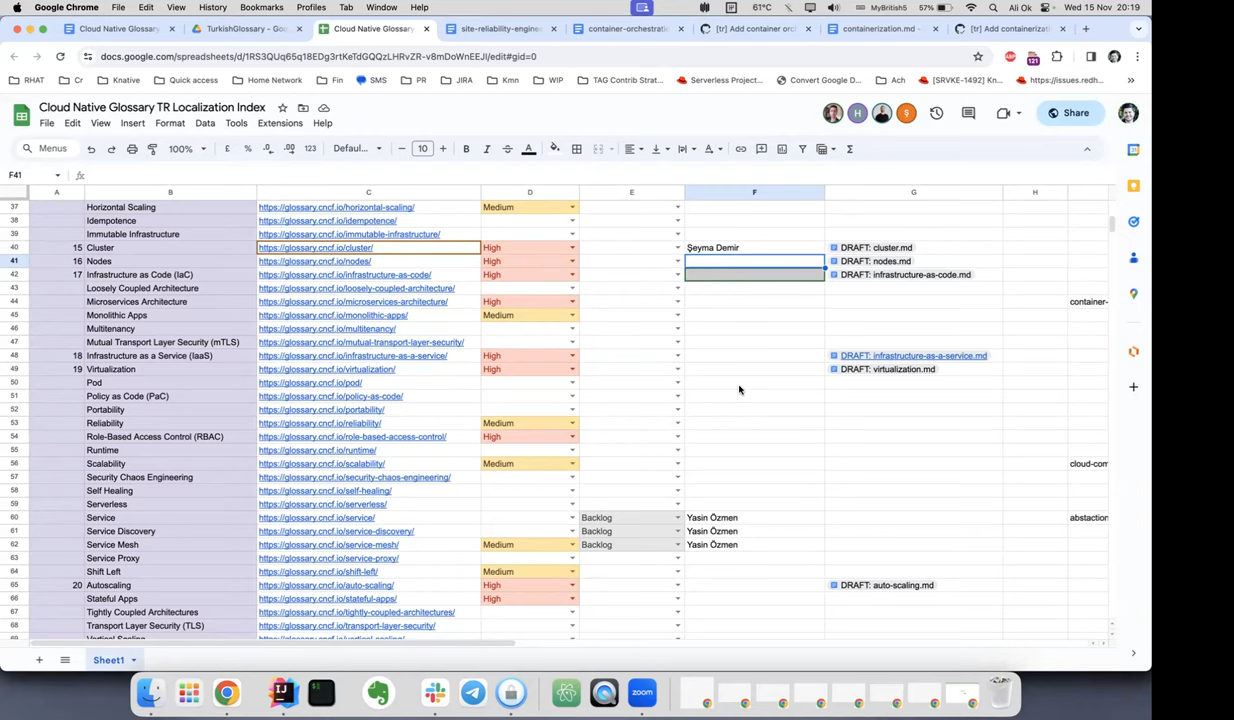 Google Chrome File Edit View History Bookmarks Profiles Tab Window Help 61°C MyBritish5 57% Ali Ok Wed 15 Nov 20:19
Cloud Native Glossary TurkishGlossary - Google Cloud Native Glossary site-reliability-engine container-orchestratio [tr] Add container orc containerization.md [tr] Add containerizatio
docs.google.com/spreadsheets/d/1RS3QUq65q18EDg3rtKeTdGQQzLHRvZR-v8mDoWnEEJI/edit#gid=0
RHAT Cr Knative Quick access Home Network Fin SMS PR JIRA Kmn WIP TAG Contrib Strat... Serverless Project... Convert Google D... Ach [SRVKE-1492] Kn... https://issues.redh...
121
Cloud Native Glossary TR Localization Index
H Ş Share
File Edit View Insert Format Data Tools Extensions Help
Menus 100% £ % .0 .00 123 Defaul... 10 B I A
F41 fx
A B C D E F G H
37 Horizontal Scaling https://glossary.cncf.io/horizontal-scaling/ Medium
38 Idempotence https://glossary.cncf.io/idempotence/
39 Immutable Infrastructure https://glossary.cncf.io/immutable-infrastructure/
40 15 Cluster https://glossary.cncf.io/cluster/ High Şeyma Demir DRAFT: cluster.md
41 16 Nodes https://glossary.cncf.io/nodes/ High DRAFT: nodes.md
42 17 Infrastructure as Code (IaC) https://glossary.cncf.io/infrastructure-as-code/ High DRAFT: infrastructure-as-code.md
43 Loosely Coupled Architecture https://glossary.cncf.io/loosely-coupled-architecture/
44 Microservices Architecture https://glossary.cncf.io/microservices-architecture/ High container-
45 Monolithic Apps https://glossary.cncf.io/monolithic-apps/ Medium
46 Multitenancy https://glossary.cncf.io/multitenancy/
47 Mutual Transport Layer Security (mTLS) https://glossary.cncf.io/mutual-transport-layer-security/
48 18 Infrastructure as a Service (IaaS) https://glossary.cncf.io/infrastructure-as-a-service/ High DRAFT: infrastructure-as-a-service.md
49 19 Virtualization https://glossary.cncf.io/virtualization/ High DRAFT: virtualization.md
50 Pod https://glossary.cncf.io/pod/
51 Policy as Code (PaC) https://glossary.cncf.io/policy-as-code/
52 Portability https://glossary.cncf.io/portability/
53 Reliability https://glossary.cncf.io/reliability/ Medium
54 Role-Based Access Control (RBAC) https://glossary.cncf.io/role-based-access-control/ High
55 Runtime https://glossary.cncf.io/runtime/
56 Scalability https://glossary.cncf.io/scalability/ Medium cloud-com
57 Security Chaos Engineering https://glossary.cncf.io/security-chaos-engineering/
58 Self Healing https://glossary.cncf.io/self-healing/
59 Serverless https://glossary.cncf.io/serverless/
60 Service https://glossary.cncf.io/service/ Backlog Yasin Özmen abstaction
61 Service Discovery https://glossary.cncf.io/service-discovery/ Backlog Yasin Özmen
62 Service Mesh https://glossary.cncf.io/service-mesh/ Medium Backlog Yasin Özmen
63 Service Proxy https://glossary.cncf.io/service-proxy/
64 Shift Left https://glossary.cncf.io/shift-left/ Medium
65 20 Autoscaling https://glossary.cncf.io/auto-scaling/ High DRAFT: auto-scaling.md
66 Stateful Apps https://glossary.cncf.io/stateful-apps/ High
67 Tightly Coupled Architectures https://glossary.cncf.io/tightly-coupled-architectures/
68 Transport Layer Security (TLS) https://glossary.cncf.io/transport-layer-security/
69 Vertical Scaling https://glossary.cncf.io/vertical-scaling/
Sheet1
zoom